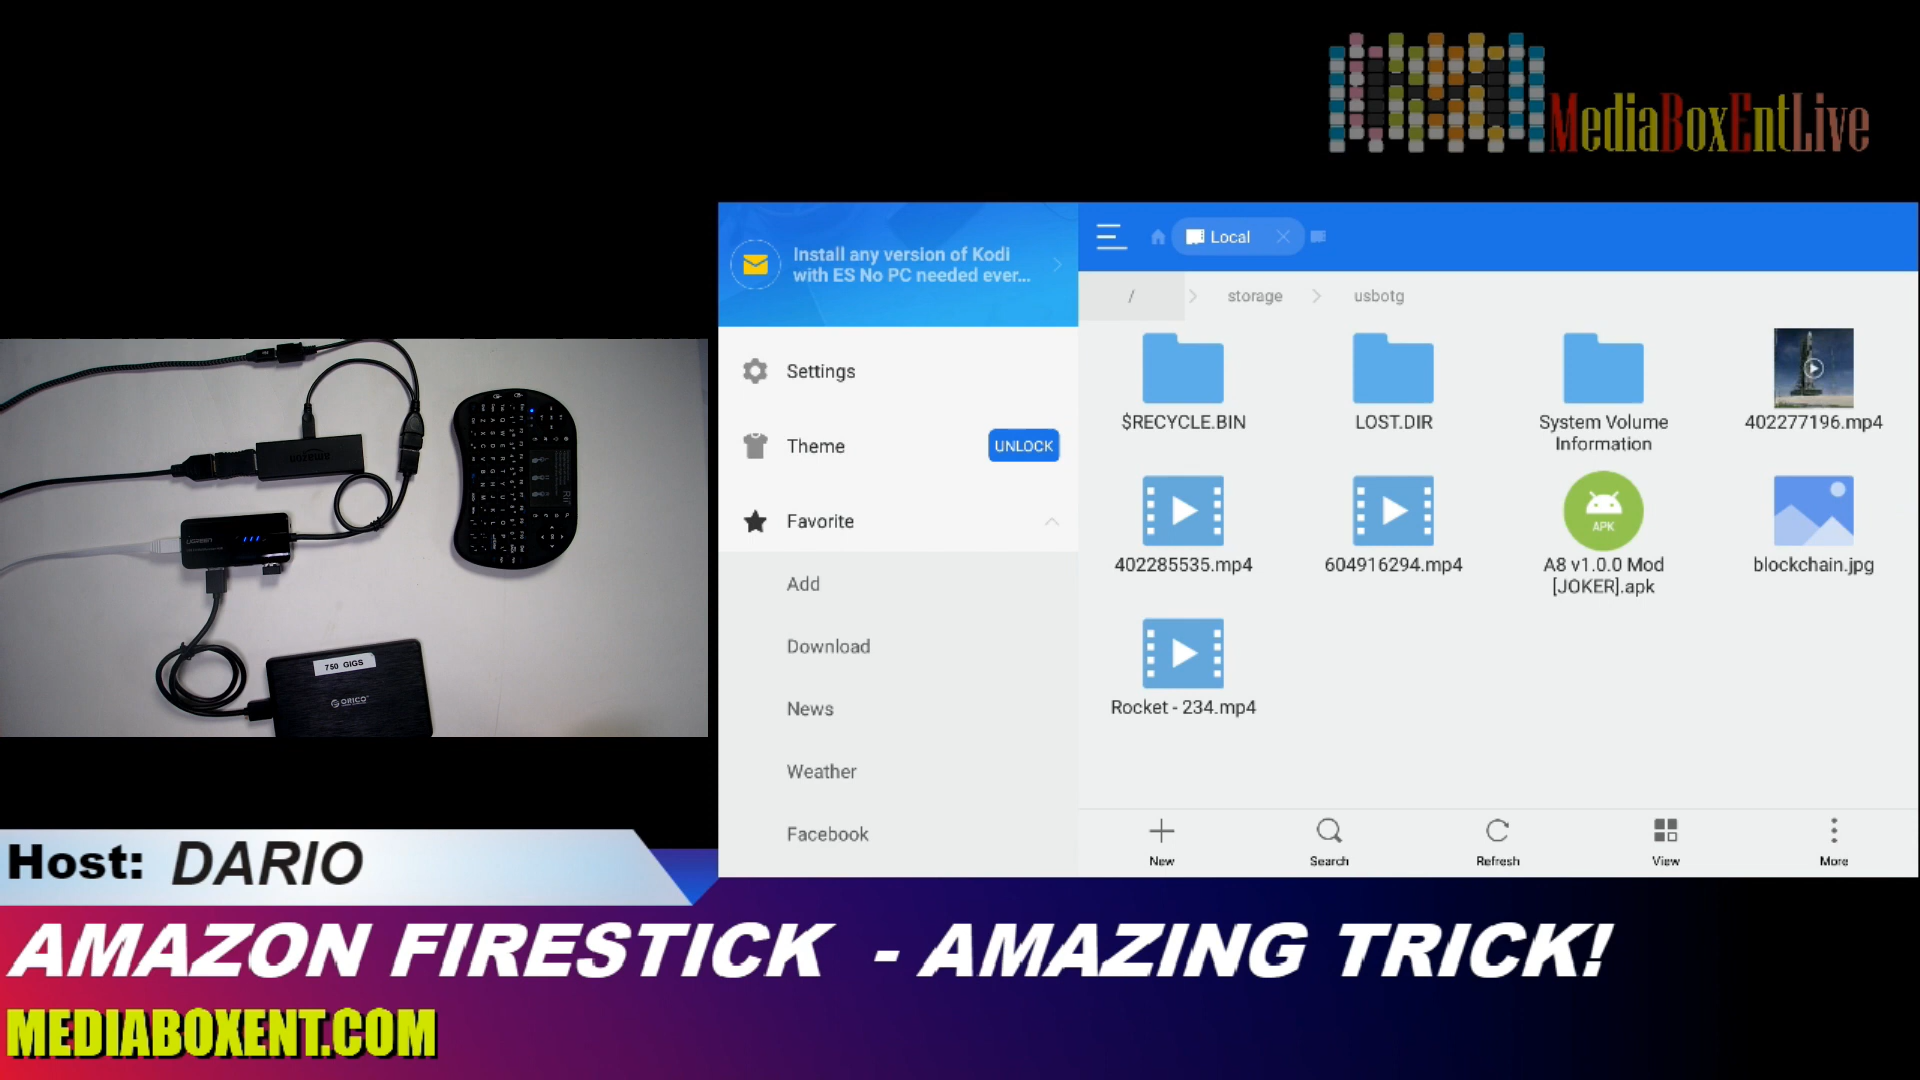 MediaBoxEntLive
Install any version of Kodi
with ES No PC needed ever...
Local
/
storage
usbotg
Settings
Theme
UNLOCK
Favorite
Add
Download
News
Weather
Facebook
$RECYCLE.BIN
LOST.DIR
System Volume
Information
402277196.mp4
402285535.mp4
604916294.mp4
APK
A8 v1.0.0 Mod
[JOKER].apk
blockchain.jpg
Rocket - 234.mp4
New
Search
Refresh
View
More
amazon
UGREEN
750 GIGS
ORICO
Host: DARIO
AMAZON FIRESTICK - AMAZING TRICK!
MEDIABOXENT.COM